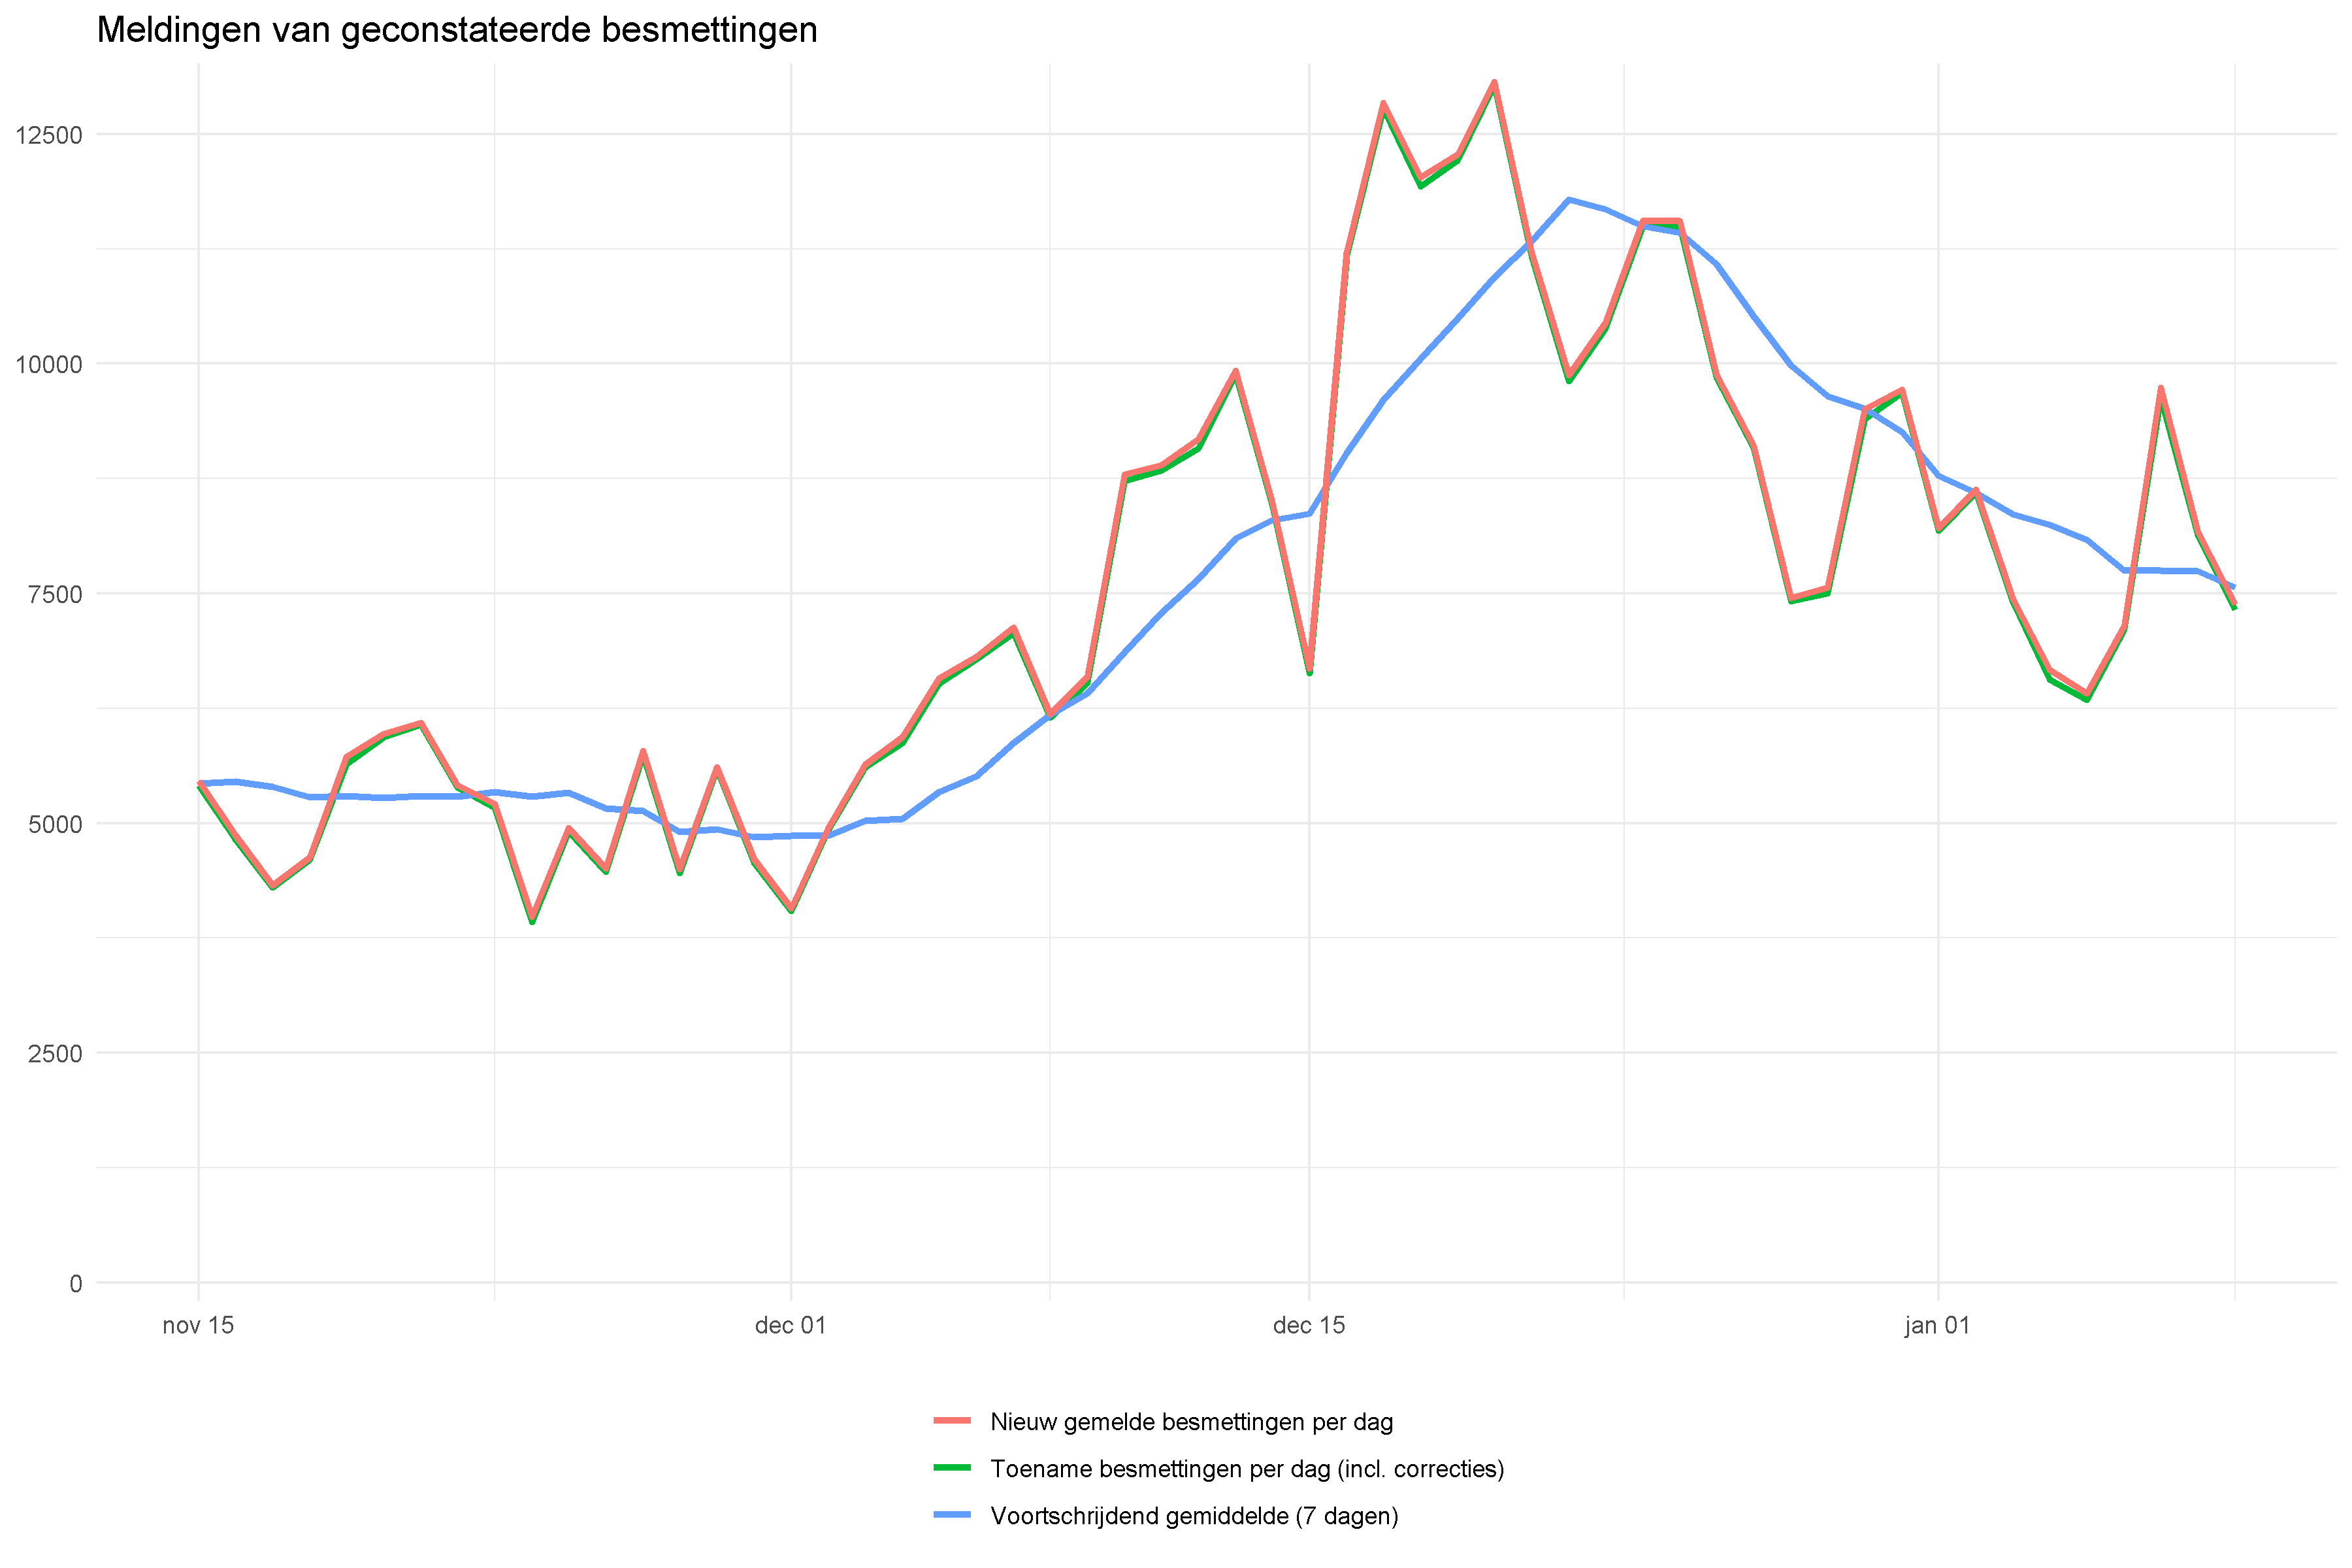 Meldingen van geconstateerde besmettingen
12500
10000
7500
5000
2500
0
nov 15 dec 01 dec 15 jan 01
Nieuw gemelde besmettingen per dag
Toename besmettingen per dag (incl. correcties)
Voortschrijdend gemiddelde (7 dagen)